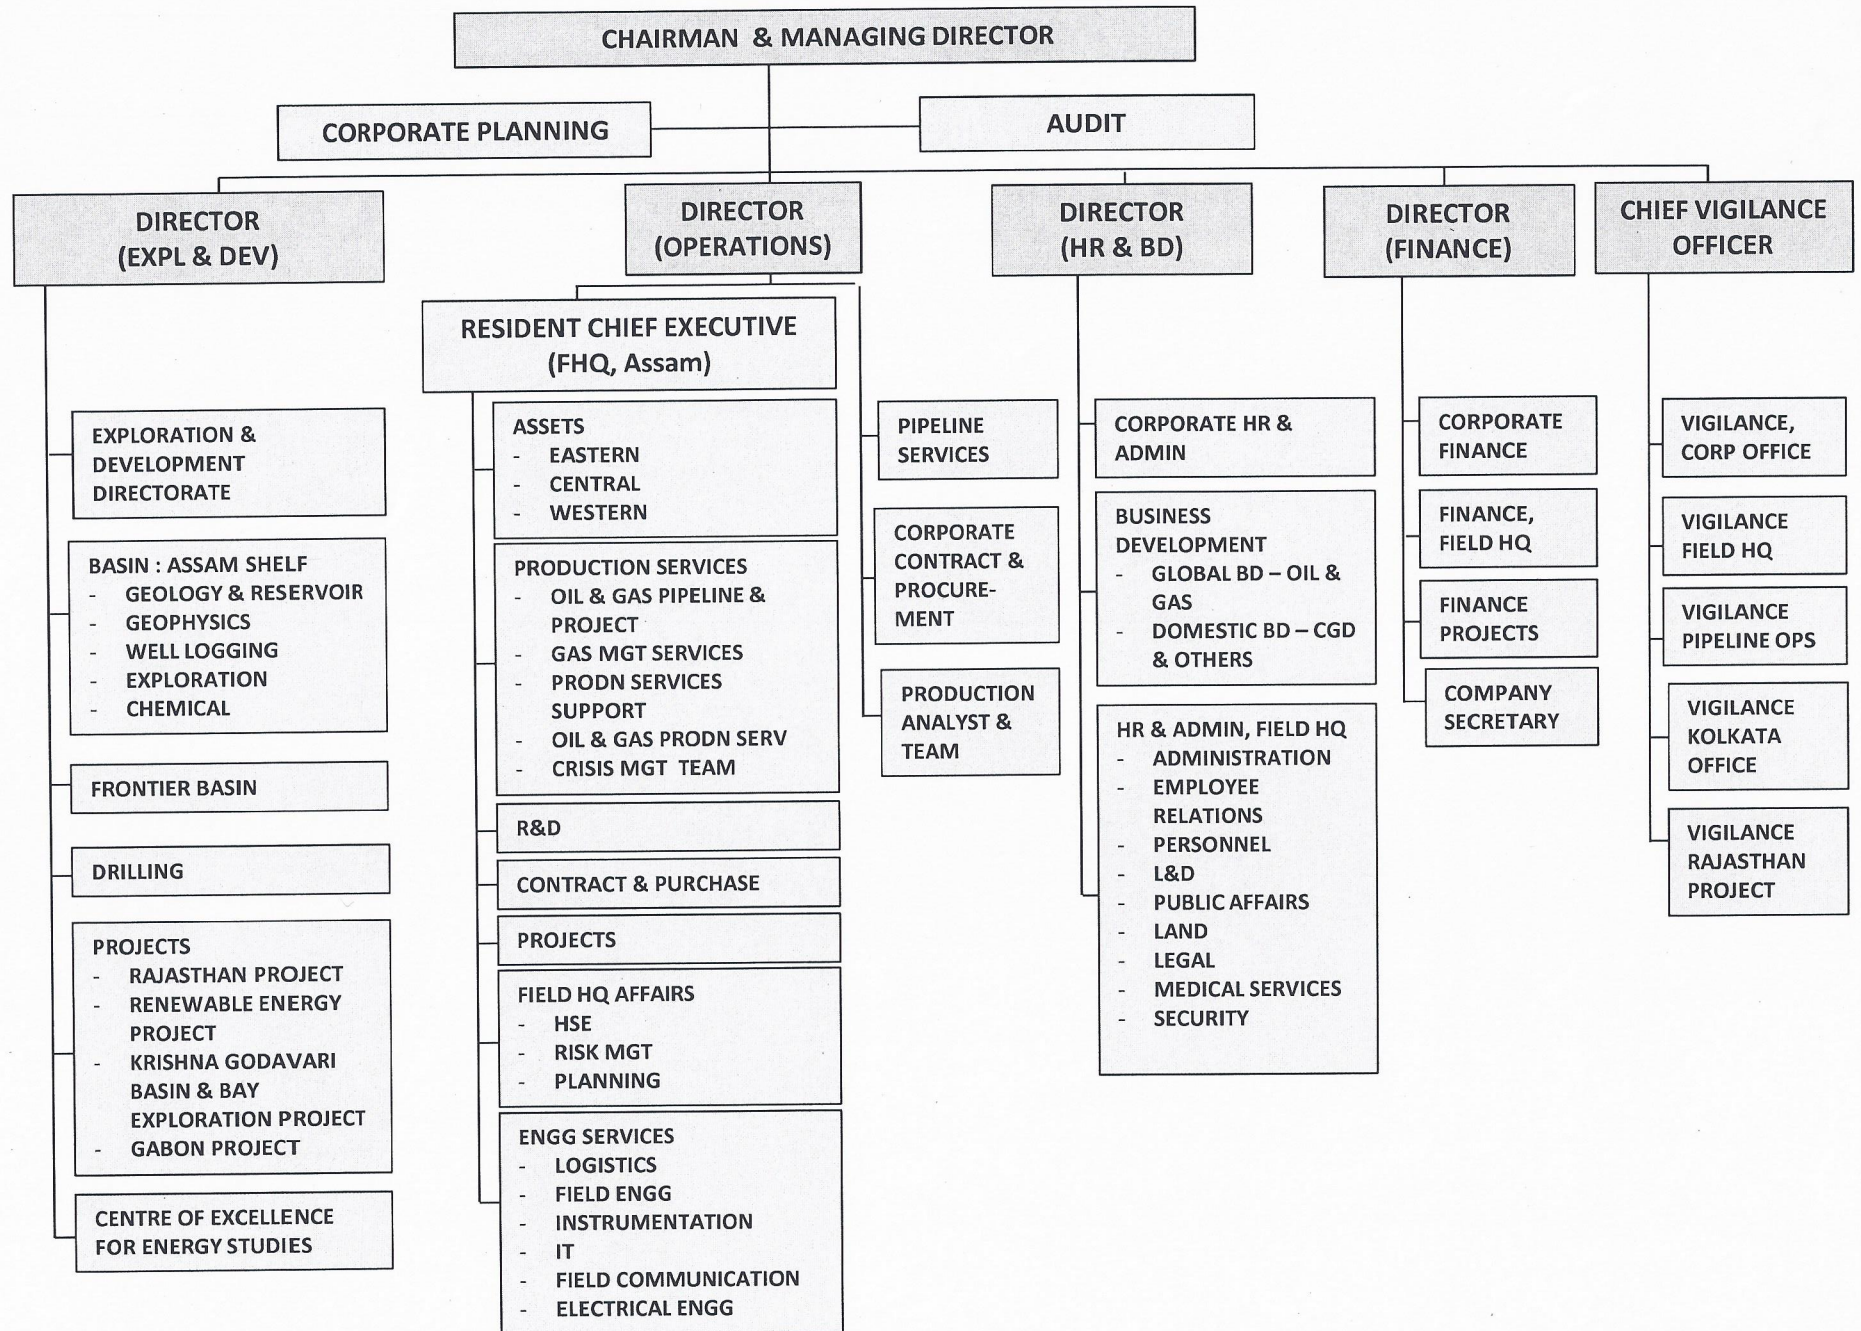 CHAIRMAN & MANAGING DIRECTOR
CORPORATE PLANNING
AUDIT
DIRECTOR
(EXPL & DEV)
DIRECTOR
(OPERATIONS)
DIRECTOR
(HR & BD)
DIRECTOR
(FINANCE)
CHIEF VIGILANCE
OFFICER
EXPLORATION &
DEVELOPMENT
DIRECTORATE
BASIN : ASSAM SHELF
- GEOLOGY & RESERVOIR
- GEOPHYSICS
- WELL LOGGING
- EXPLORATION
- CHEMICAL
FRONTIER BASIN
DRILLING
PROJECTS
- RAJASTHAN PROJECT
- RENEWABLE ENERGY
PROJECT
- KRISHNA GODAVARI
BASIN & BAY
EXPLORATION PROJECT
- GABON PROJECT
CENTRE OF EXCELLENCE
FOR ENERGY STUDIES
RESIDENT CHIEF EXECUTIVE
(FHQ, Assam)
ASSETS
- EASTERN
- CENTRAL
- WESTERN
PRODUCTION SERVICES
- OIL & GAS PIPELINE &
PROJECT
- GAS MGT SERVICES
- PRODN SERVICES
SUPPORT
- OIL & GAS PRODN SERV
- CRISIS MGT TEAM
R&D
CONTRACT & PURCHASE
PROJECTS
FIELD HQ AFFAIRS
- HSE
- RISK MGT
- PLANNING
ENGG SERVICES
- LOGISTICS
- FIELD ENGG
- INSTRUMENTATION
- IT
- FIELD COMMUNICATION
- ELECTRICAL ENGG
PIPELINE
SERVICES
CORPORATE
CONTRACT &
PROCURE-
MENT
PRODUCTION
ANALYST &
TEAM
CORPORATE HR &
ADMIN
BUSINESS
DEVELOPMENT
- GLOBAL BD – OIL &
GAS
- DOMESTIC BD – CGD
& OTHERS
HR & ADMIN, FIELD HQ
- ADMINISTRATION
- EMPLOYEE
RELATIONS
- PERSONNEL
- L&D
- PUBLIC AFFAIRS
- LAND
- LEGAL
- MEDICAL SERVICES
- SECURITY
CORPORATE
FINANCE
FINANCE,
FIELD HQ
FINANCE
PROJECTS
COMPANY
SECRETARY
VIGILANCE,
CORP OFFICE
VIGILANCE
FIELD HQ
VIGILANCE
PIPELINE OPS
VIGILANCE
KOLKATA
OFFICE
VIGILANCE
RAJASTHAN
PROJECT